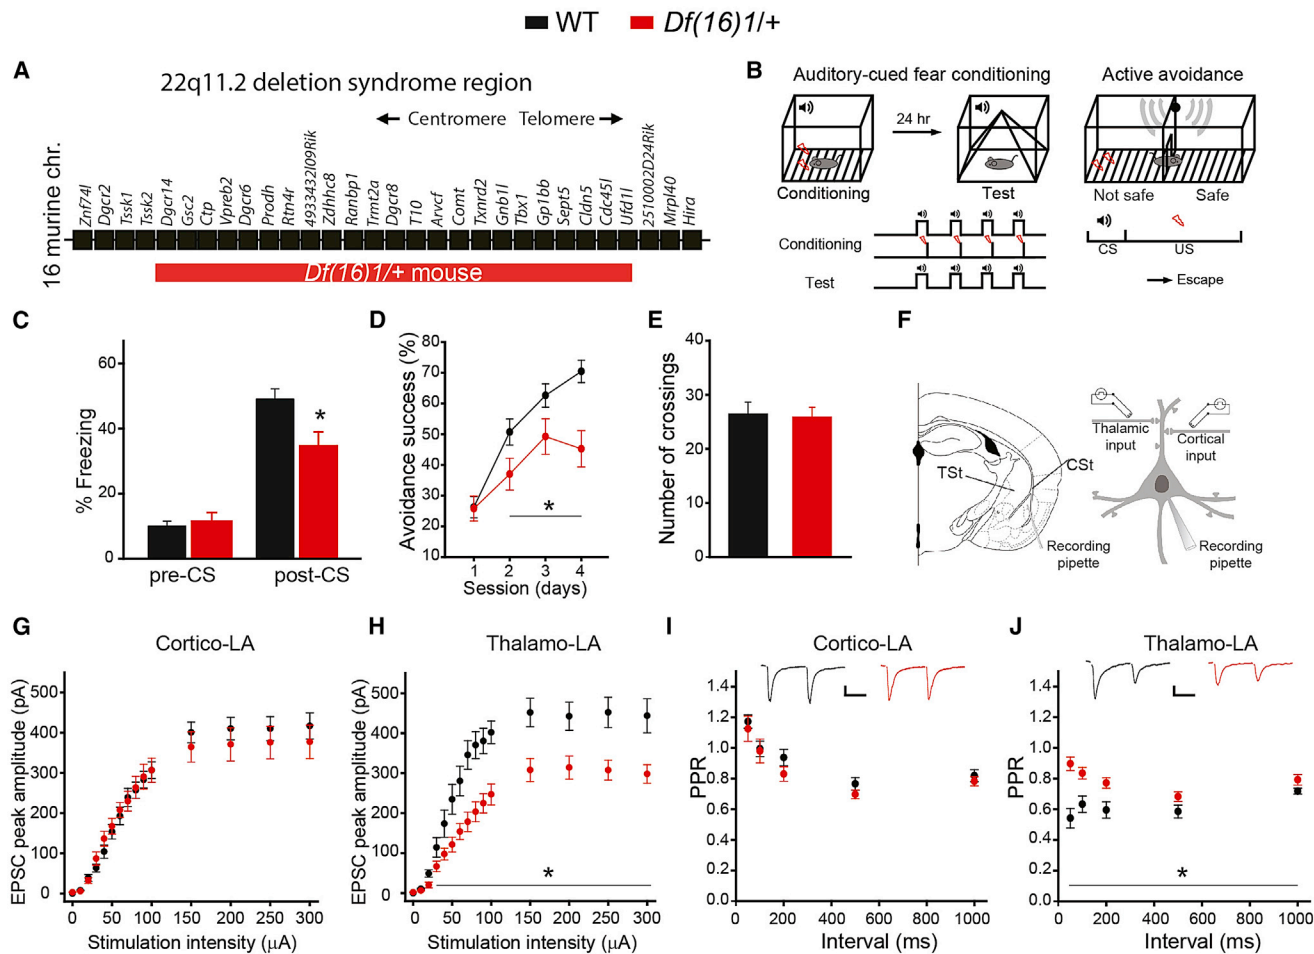 WT Df(16)1/+
A
22q11.2 deletion syndrome region
Centromere Telomere
16 murine chr.
Znf74l
Dgcr2
Tssk1
Tssk2
Dgcr14
Gsc2
Ctp
Vpreb2
Dgcr6
Prodh
Rtn4r
4933432I09Rik
Zdhhc8
Ranbp1
Trmt2a
Dgcr8
T10
Arvcf
Comt
Txnrd2
Gnb1l
Tbx1
Gp1bb
Sept5
Cldn5
Cdc45l
Ufd1l
2510002D24Rik
Mrpl40
Hira
Df(16)1/+ mouse
B
Auditory-cued fear conditioning
Active avoidance
24 hr
Conditioning
Test
Not safe
Safe
Conditioning
Test
CS
US
Escape
C
% Freezing
60
40
20
0
*
pre-CS
post-CS
D
Avoidance success (%)
80
70
60
50
40
30
20
10
*
1 2 3 4
Session (days)
E
Number of crossings
40
30
20
10
0
F
TSt
CSt
Recording
pipette
Thalamic
input
Cortical
input
Recording
pipette
G
Cortico-LA
EPSC peak amplitude (pA)
500
400
300
200
100
0
0 50 100 150 200 250 300
Stimulation intensity (μA)
H
Thalamo-LA
EPSC peak amplitude (pA)
500
400
300
200
100
0
*
0 50 100 150 200 250 300
Stimulation intensity (μA)
I
Cortico-LA
PPR
1.4
1.2
1.0
0.8
0.6
0.4
0.2
0.0
0 200 400 600 800 1000
Interval (ms)
J
Thalamo-LA
PPR
1.4
1.2
1.0
0.8
0.6
0.4
0.2
0.0
*
0 200 400 600 800 1000
Interval (ms)